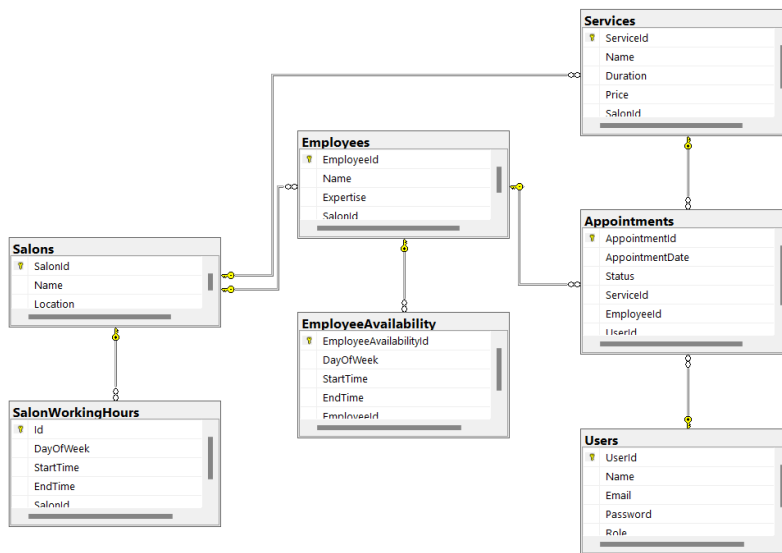 Services
ServiceId
Name
Duration
Price
SalonId
Employees
EmployeeId
Name
Expertise
SalonId
Salons
SalonId
Name
Location
Appointments
AppointmentId
AppointmentDate
Status
ServiceId
EmployeeId
UserId
EmployeeAvailability
EmployeeAvailabilityId
DayOfWeek
StartTime
EndTime
EmployeeId
SalonWorkingHours
Id
DayOfWeek
StartTime
EndTime
SalonId
Users
UserId
Name
Email
Password
Role